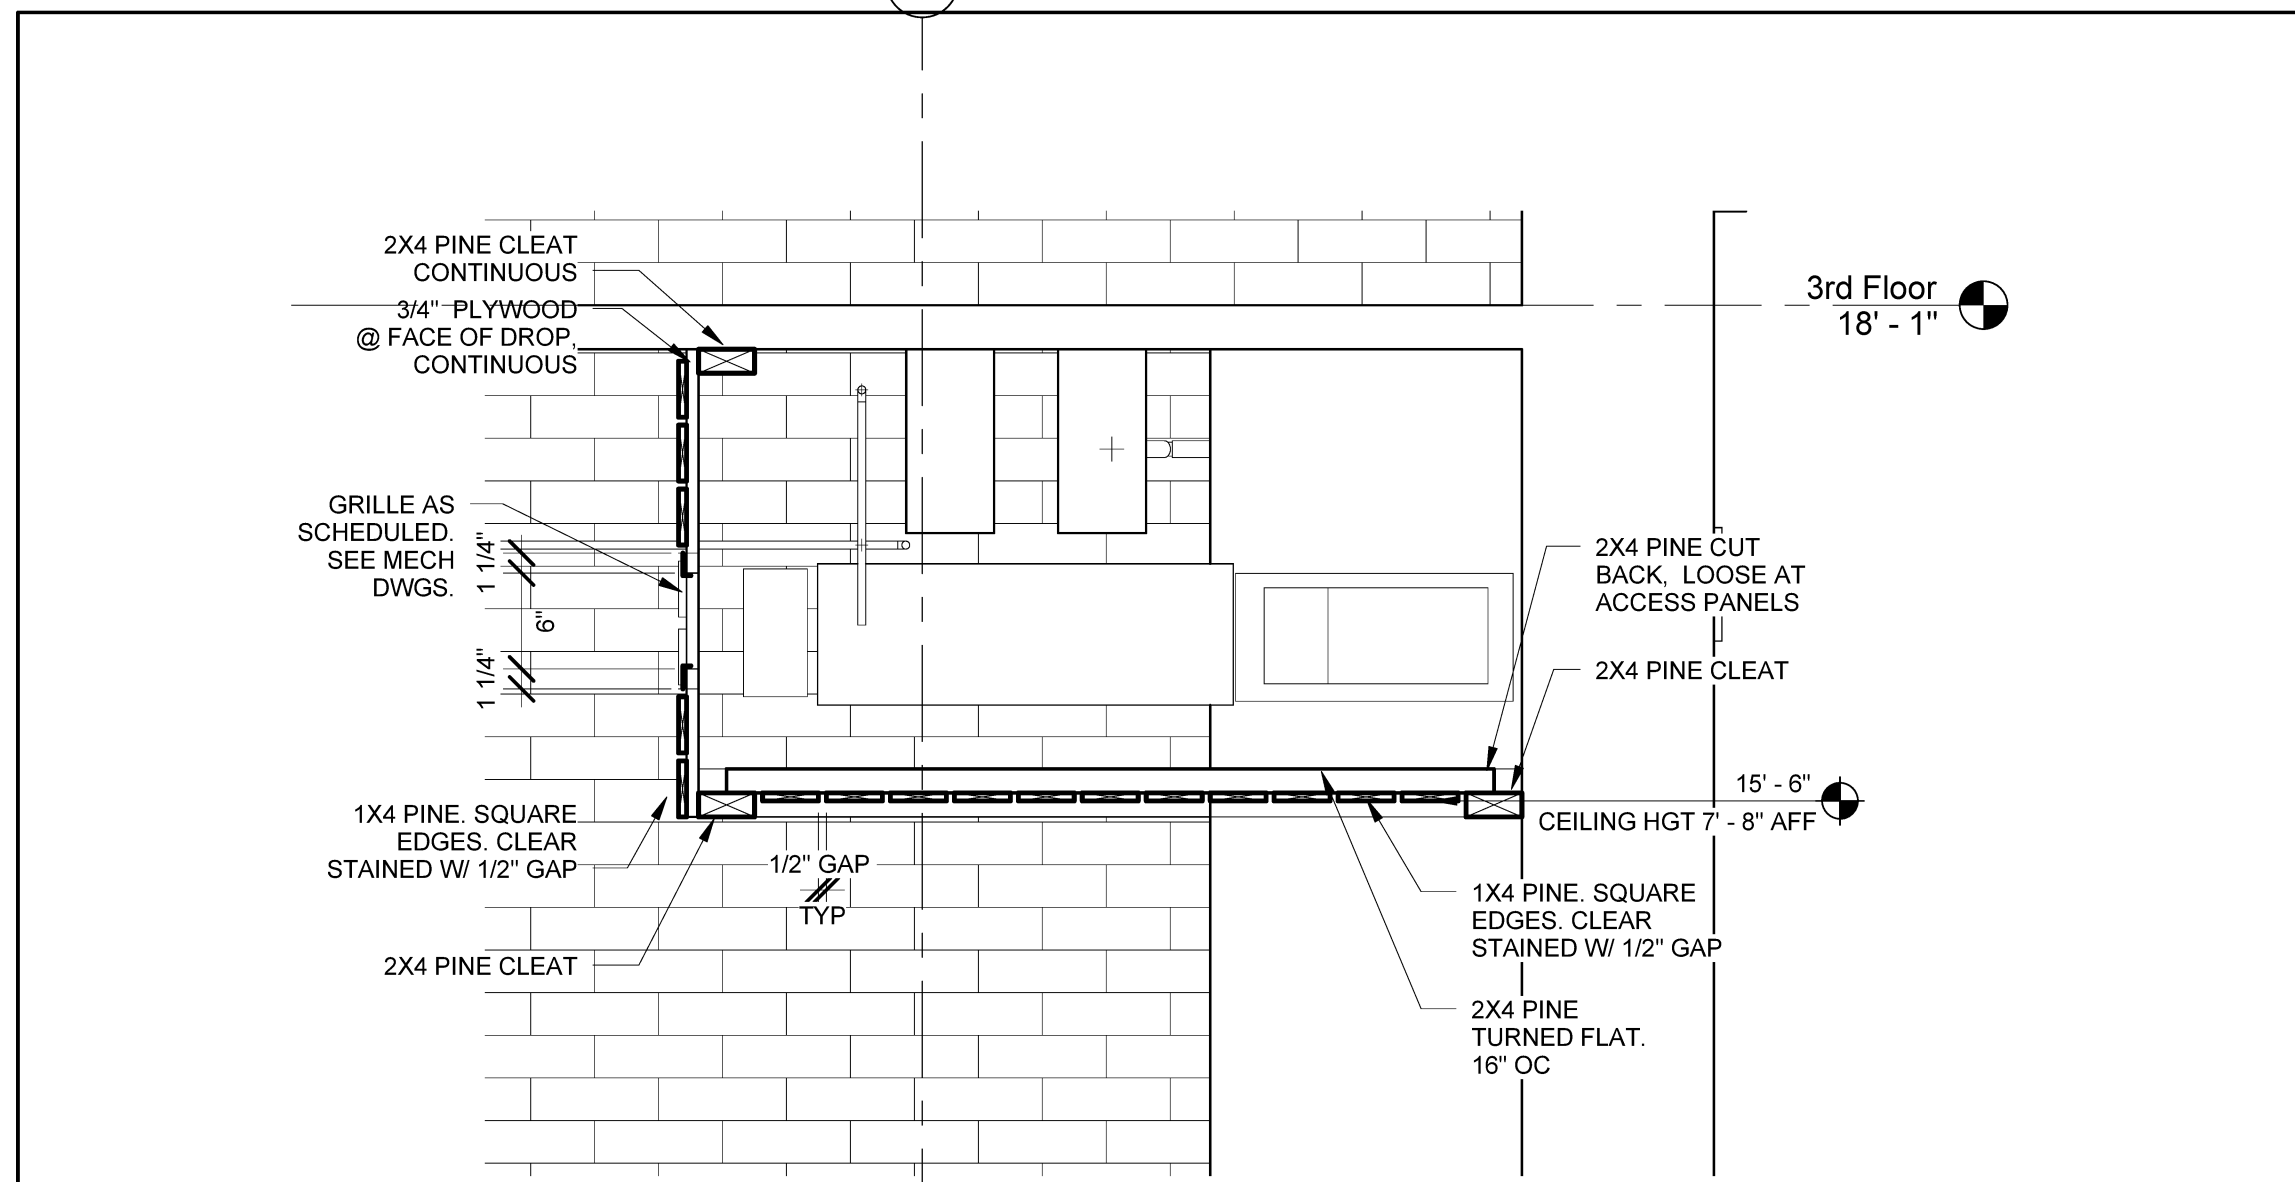 2X4 PINE CLEAT
CONTINUOUS
3/4" PLYWOOD
@ FACE OF DROP,
CONTINUOUS
3rd Floor
18' - 1"
GRILLE AS
SCHEDULED.
SEE MECH
DWGS.
1 1/4"
6"
1 1/4"
2X4 PINE CUT
BACK, LOOSE AT
ACCESS PANELS
2X4 PINE CLEAT
15' - 6"
CEILING HGT 7' - 8" AFF
1X4 PINE. SQUARE
EDGES. CLEAR
STAINED W/ 1/2" GAP
1/2" GAP
TYP
2X4 PINE CLEAT
1X4 PINE. SQUARE
EDGES. CLEAR
STAINED W/ 1/2" GAP
2X4 PINE
TURNED FLAT.
16" OC